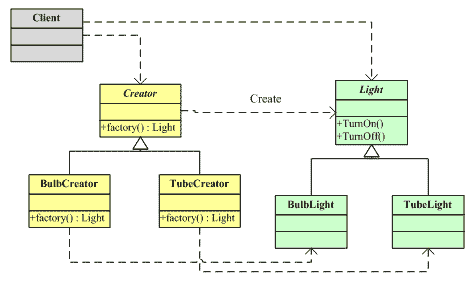 Client
Creator
+factory() : Light
Create
Light
+TurnOn()
+TurnOff()
BulbCreator
+factory() : Light
TubeCreator
+factory() : Light
BulbLight
TubeLight